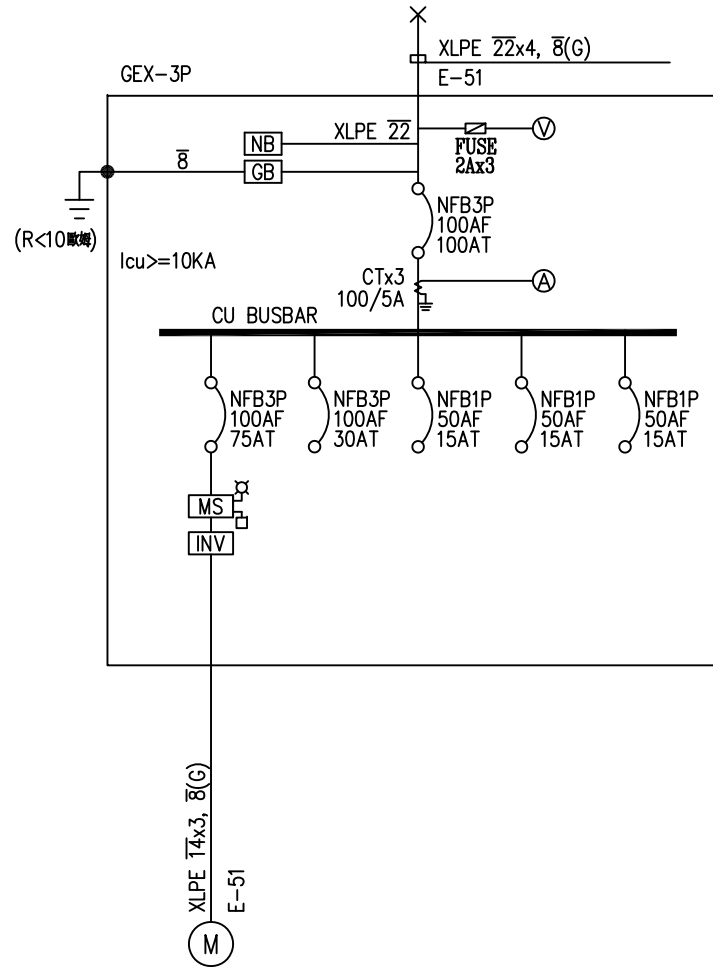 XLPE 22x4, 8(G)
E-51
GEX-3P
XLPE 22
V
FUSE
2Ax3
NB
8
GB
(R<10歐姆)
NFB3P
100AF
100AT
Icu>=10KA
CTx3
100/5A
A
CU BUSBAR
NFB3P
100AF
75AT
NFB3P
100AF
30AT
NFB1P
50AF
15AT
NFB1P
50AF
15AT
NFB1P
50AF
15AT
MS
INV
XLPE 14x3, 8(G)
E-51
M